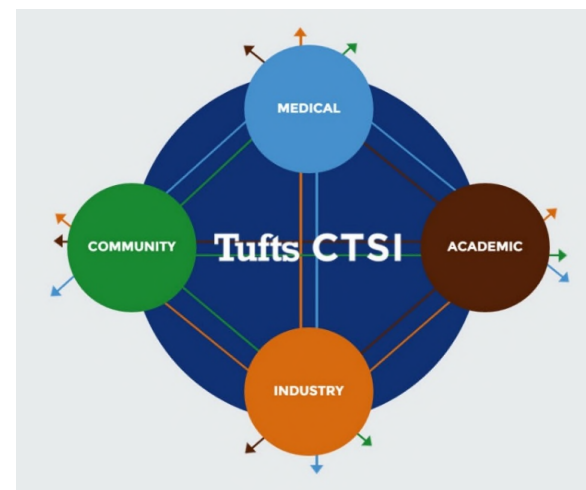 MEDICAL
COMMUNITY
Tufts CTSI
ACADEMIC
INDUSTRY